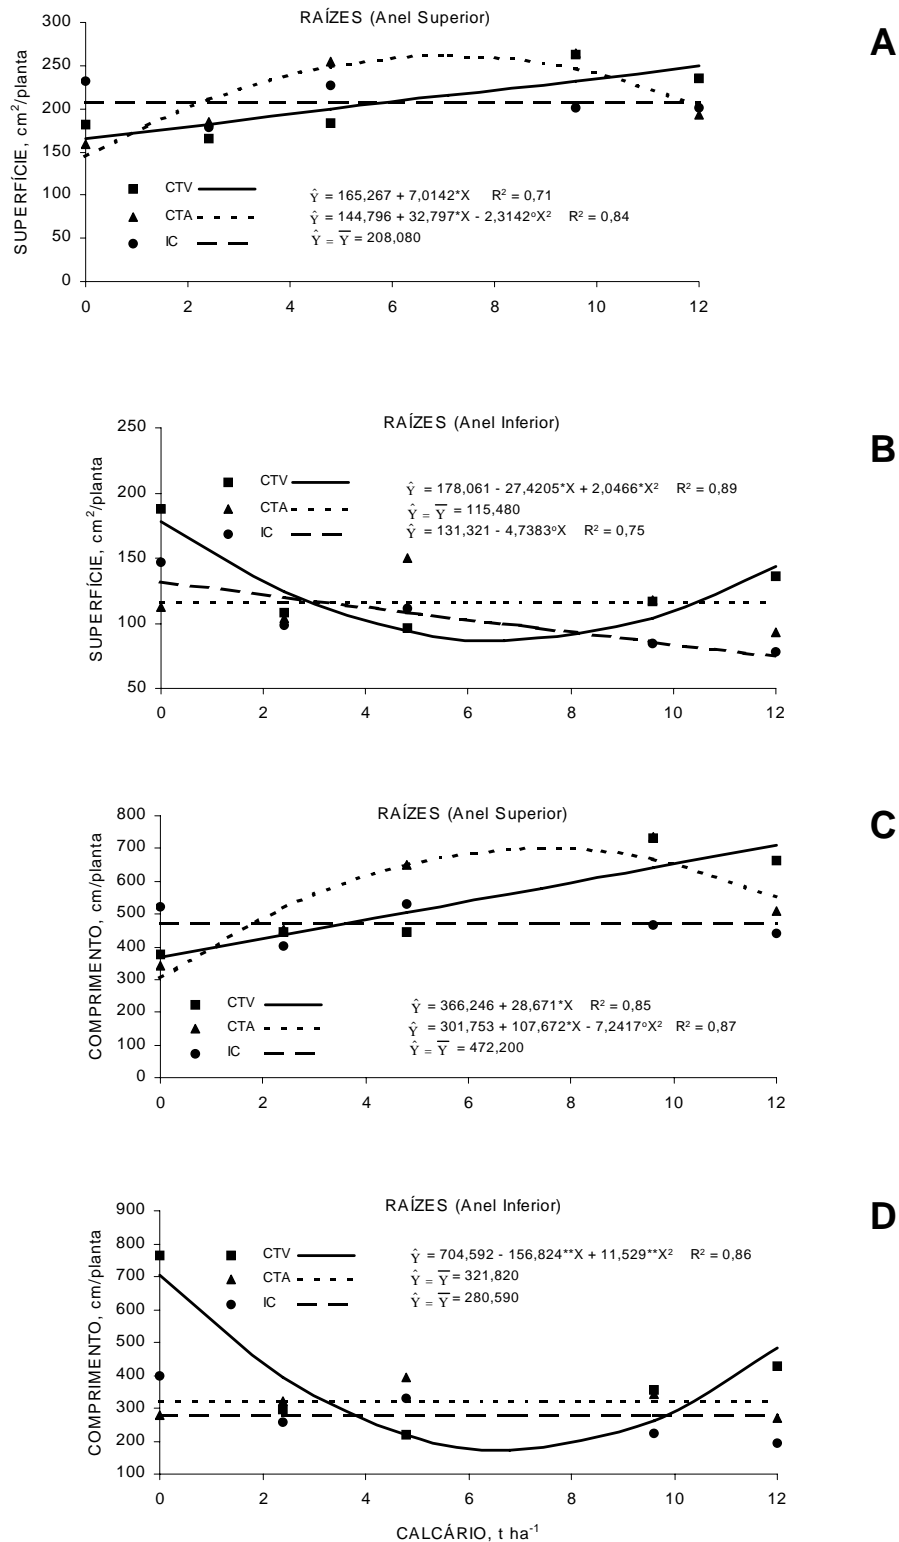 RAÍZES (Anel Superior)
A
SUPERFÍCIE, cm²/planta
300
250
200
150
100
50
0
CTV Ŷ = 165,267 + 7,0142*X R² = 0,71
CTA Ŷ = 144,796 + 32,797*X - 2,3142ºX² R² = 0,84
IC Ŷ = Y̅ = 208,080
0 2 4 6 8 10 12
RAÍZES (Anel Inferior)
B
SUPERFÍCIE, cm²/planta
250
200
150
100
50
CTV Ŷ = 178,061 - 27,4205*X + 2,0466*X² R² = 0,89
CTA Ŷ = Y̅ = 115,480
IC Ŷ = 131,321 - 4,7383ºX R² = 0,75
0 2 4 6 8 10 12
RAÍZES (Anel Superior)
C
COMPRIMENTO, cm/planta
800
700
600
500
400
300
200
100
0
CTV Ŷ = 366,246 + 28,671*X R² = 0,85
CTA Ŷ = 301,753 + 107,672*X - 7,2417ºX² R² = 0,87
IC Ŷ = Y̅ = 472,200
0 2 4 6 8 10 12
RAÍZES (Anel Inferior)
D
COMPRIMENTO, cm/planta
900
800
700
600
500
400
300
200
100
CTV Ŷ = 704,592 - 156,824**X + 11,529**X² R² = 0,86
CTA Ŷ = Y̅ = 321,820
IC Ŷ = Y̅ = 280,590
0 2 4 6 8 10 12
CALCÁRIO, t ha⁻¹